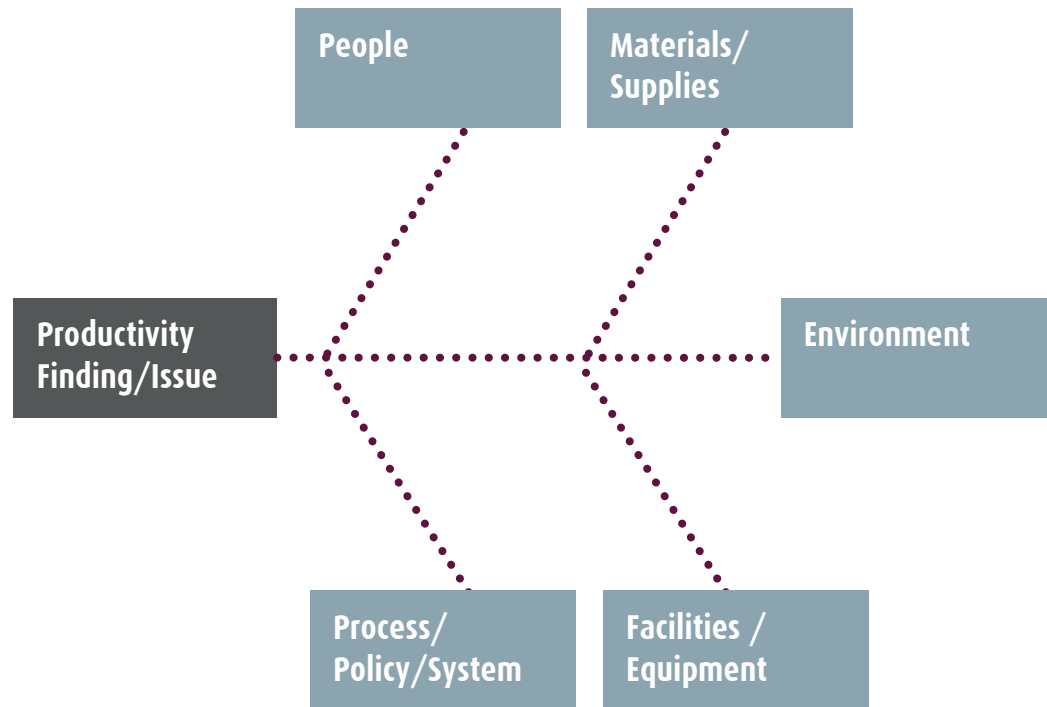 People
Materials/
Supplies
Productivity
Finding/Issue
Environment
Process/
Policy/System
Facilities /
Equipment